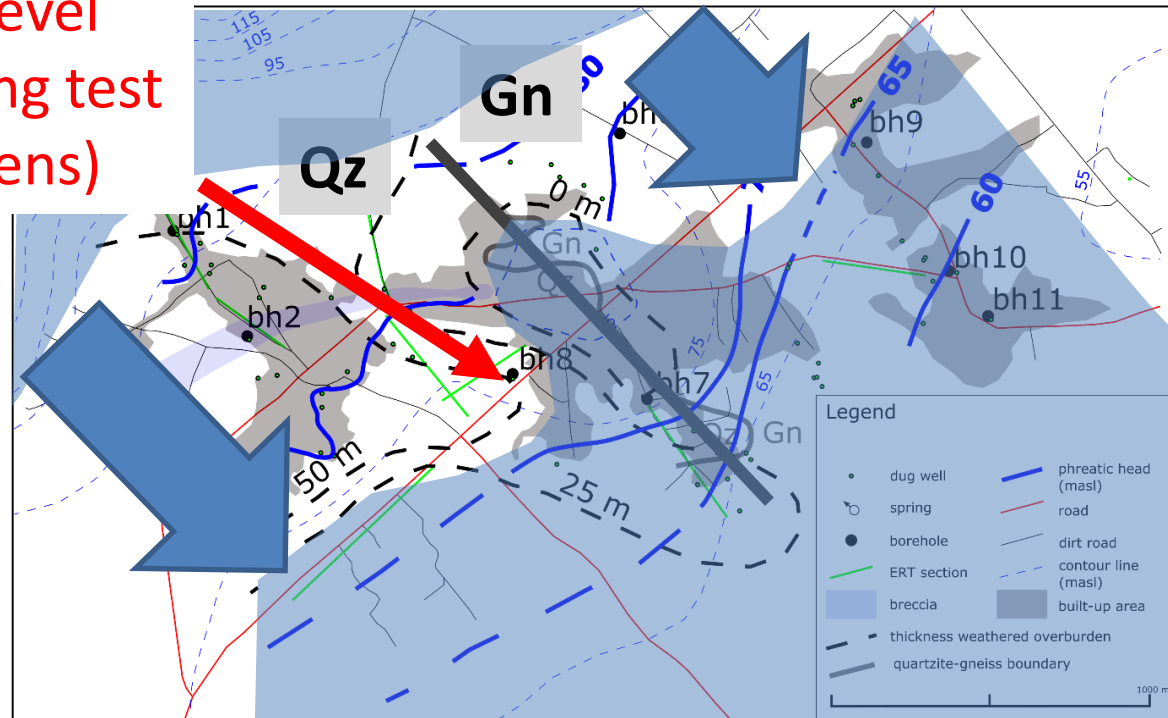 evel
ng test
ens)
115
105
95
Gn
Qz
60
bh
65
bh9
55
0 m
60
bh1
Gn
Qz
bh10
bh11
bh2
bh8
75
bh7
65
Qz
Gn
50 m
25 m
Legend
dug well
spring
borehole
ERT section
breccia
phreatic head
(masl)
road
dirt road
contour line
(masl)
built-up area
thickness weathered overburden
quartzite-gneiss boundary
1000 m